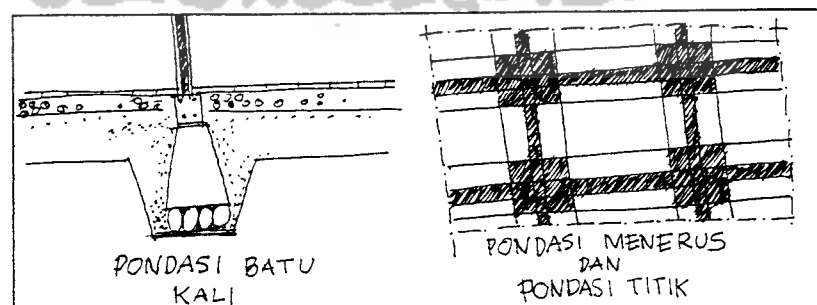 PONDASI BATU
KALI
PONDASI MENERUS
DAN
PONDASI TITIK